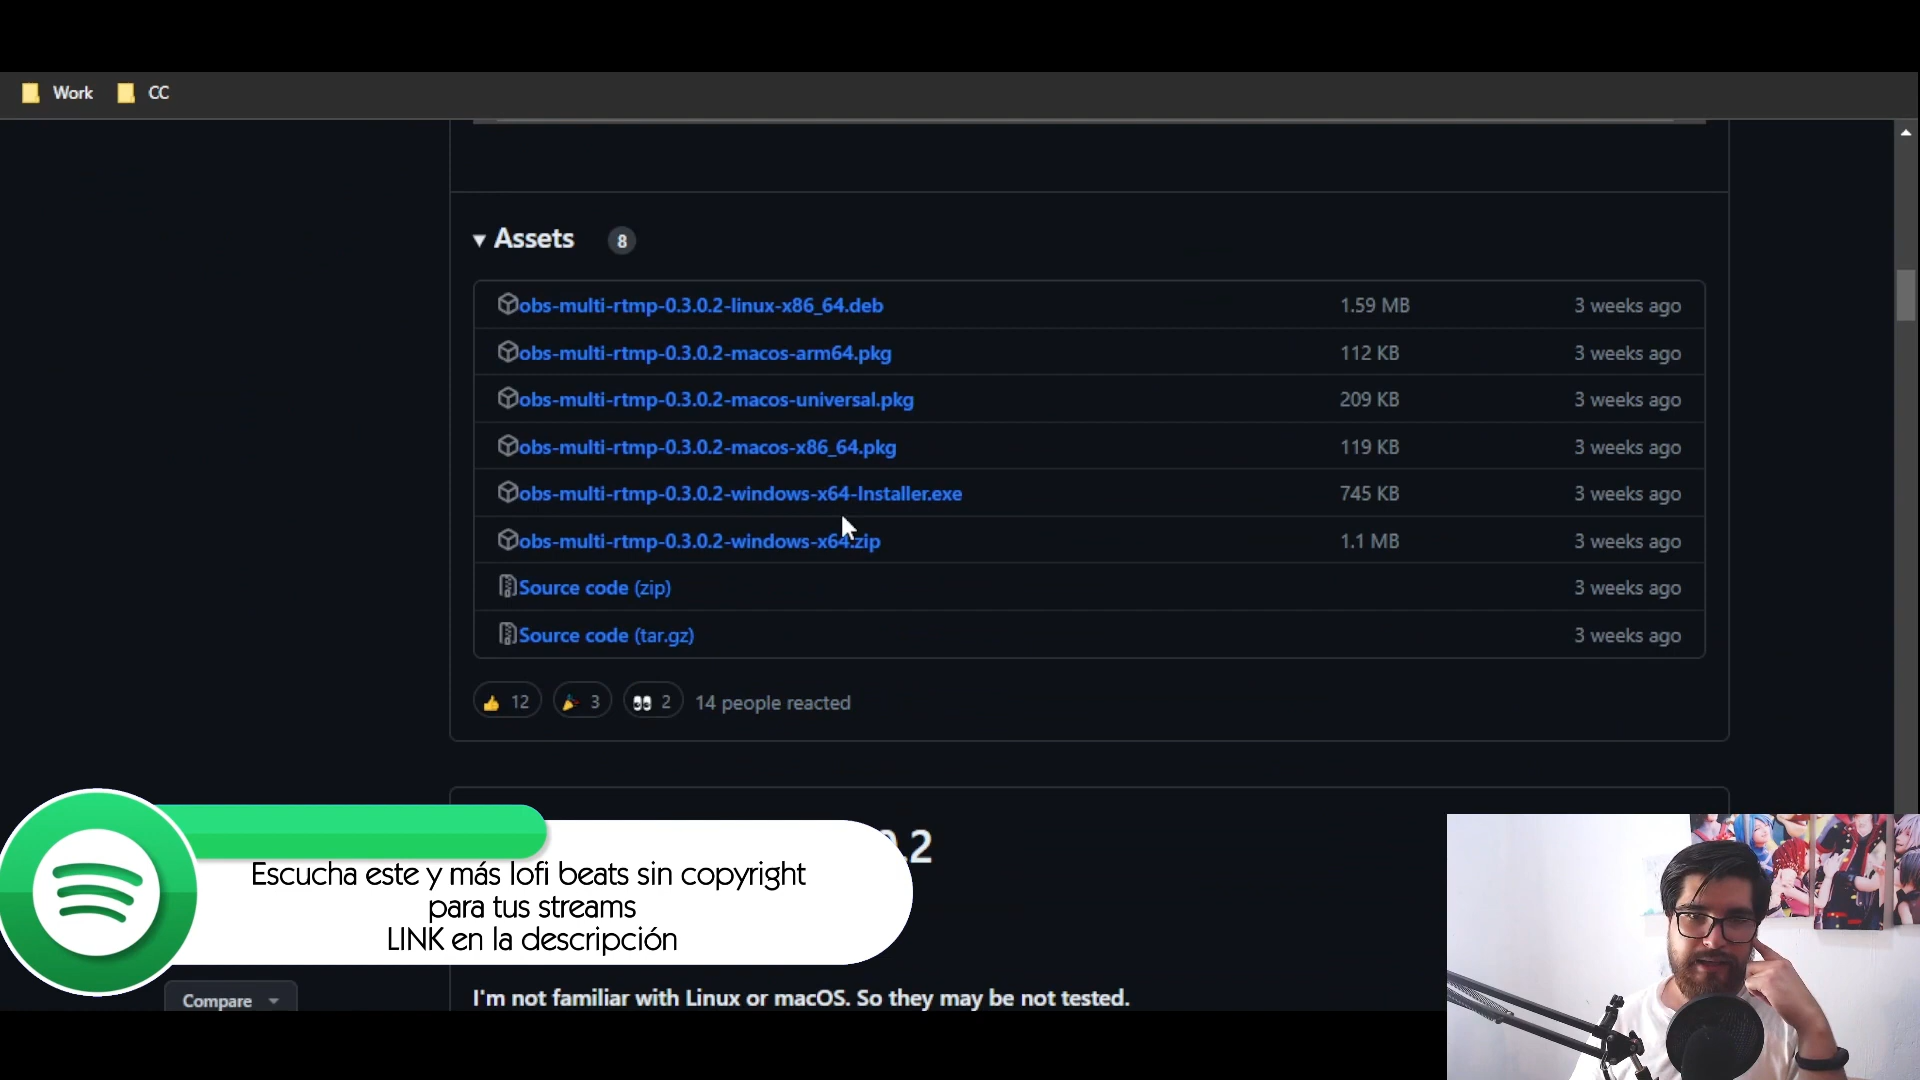 Work CC
Assets 8
obs-multi-rtmp-0.3.0.2-linux-x86_64.deb 1.59 MB 3 weeks ago
obs-multi-rtmp-0.3.0.2-macos-arm64.pkg 112 KB 3 weeks ago
obs-multi-rtmp-0.3.0.2-macos-universal.pkg 209 KB 3 weeks ago
obs-multi-rtmp-0.3.0.2-macos-x86_64.pkg 119 KB 3 weeks ago
obs-multi-rtmp-0.3.0.2-windows-x64-Installer.exe 745 KB 3 weeks ago
obs-multi-rtmp-0.3.0.2-windows-x64.zip 1.1 MB 3 weeks ago
Source code (zip) 3 weeks ago
Source code (tar.gz) 3 weeks ago
12 3 2 14 people reacted
.2
Escucha este y más lofi beats sin copyright
para tus streams
LINK en la descripción
Compare
I'm not familiar with Linux or macOS. So they may be not tested.